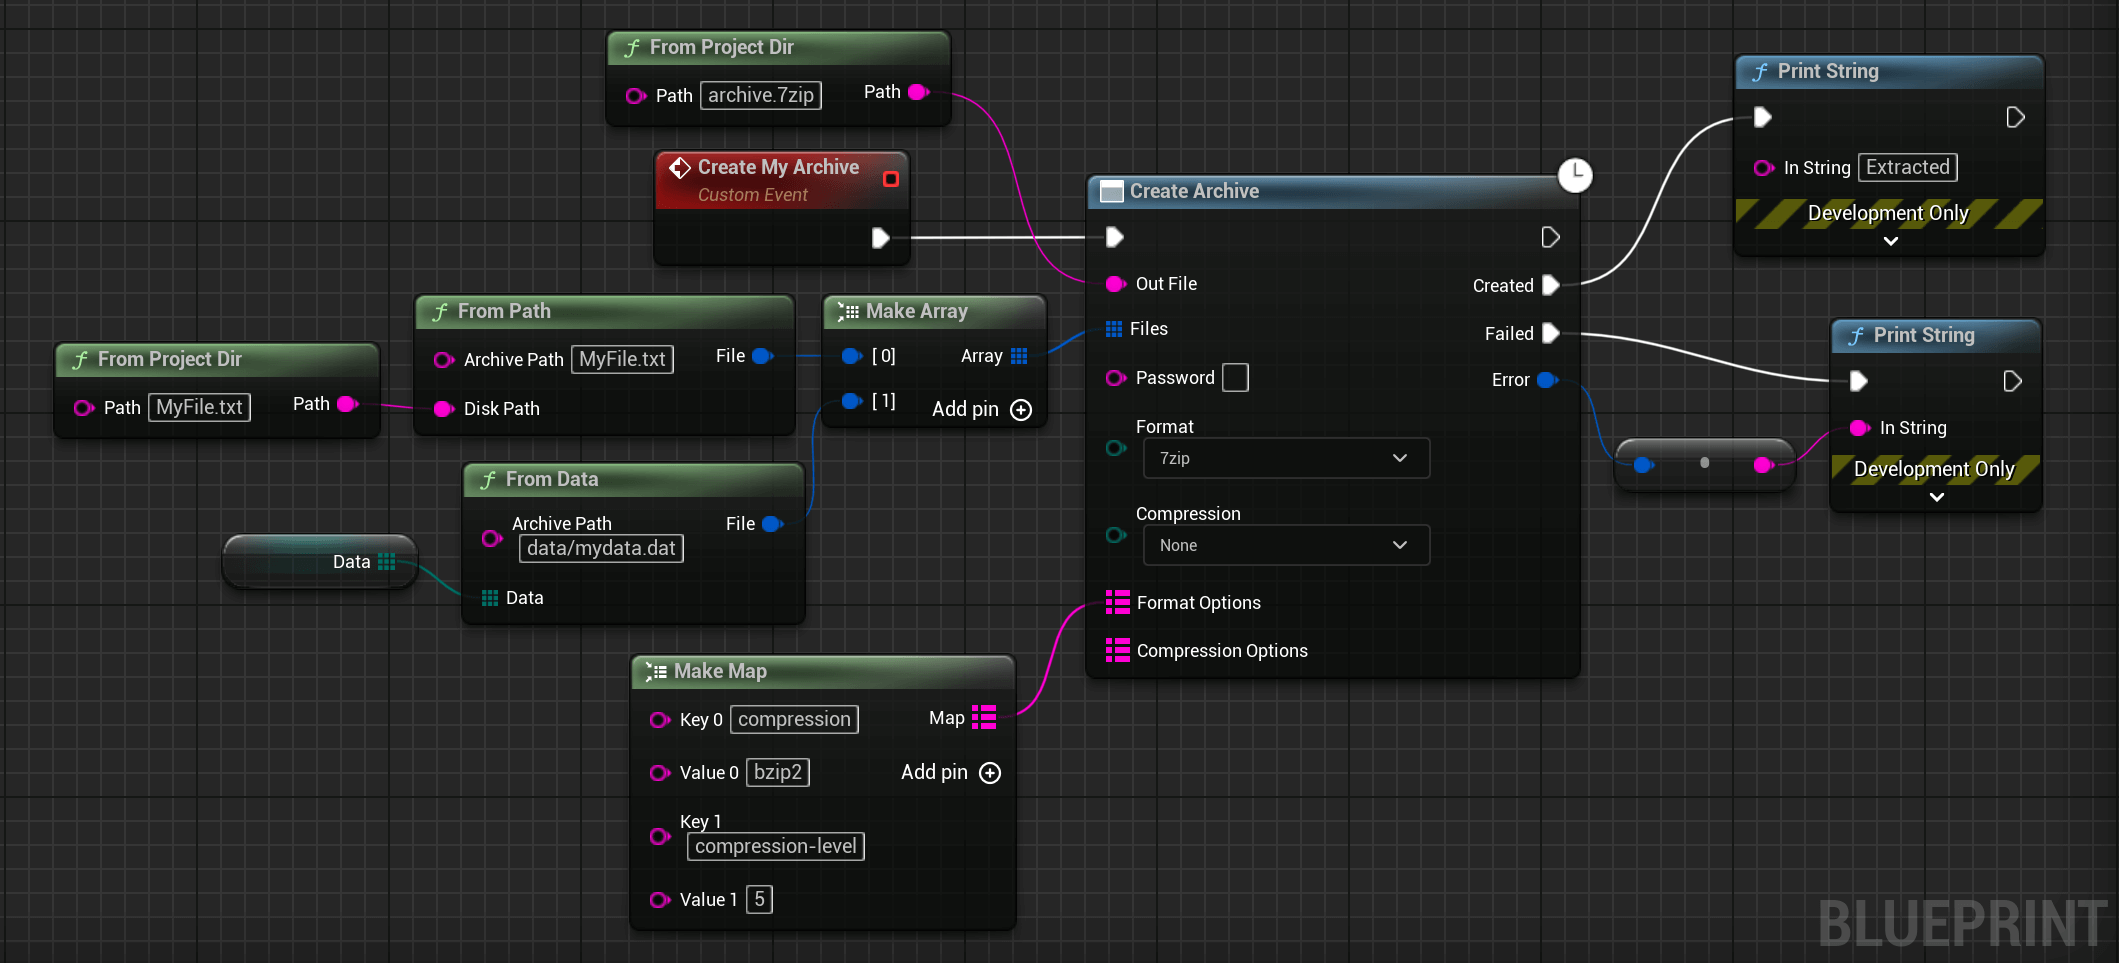 From Project Dir
Path archive.7zip Path
Create My Archive
Custom Event
From Project Dir
Path MyFile.txt Path
From Path
Archive Path MyFile.txt File
Disk Path
Make Array
[ 0] Array
[ 1] Add pin
From Data
Archive Path File
data/mydata.dat
Data
Data
Make Map
Key 0 compression Map
Value 0 bzip2 Add pin
Key 1
compression-level
Value 1 5
Create Archive
Out File
Created
Files
Failed
Password
Error
Format
7zip
Compression
None
Format Options
Compression Options
Print String
In String Extracted
Development Only
Print String
In String
Development Only
BLUEPRINT